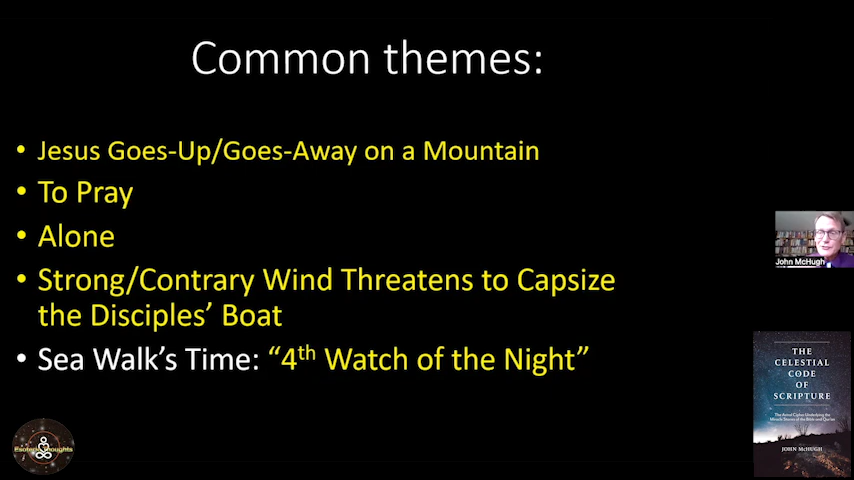 Common themes:
• Jesus Goes-Up/Goes-Away on a Mountain
• To Pray
• Alone
• Strong/Contrary Wind Threatens to Capsize
the Disciples’ Boat
• Sea Walk’s Time: “4th Watch of the Night”
John McHugh
THE
CELESTIAL
CODE
OF
SCRIPTURE
JOHN McHUGH
Esoteric Thoughts